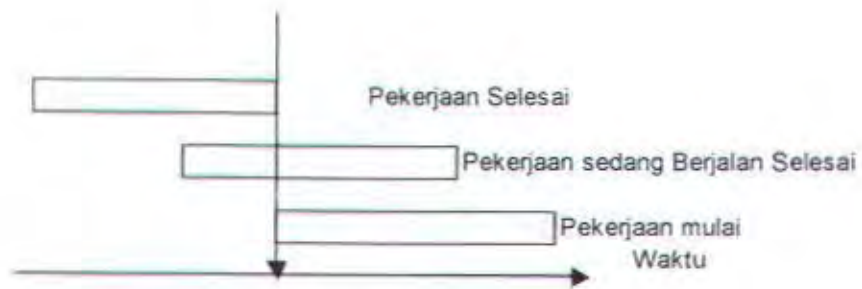 Pekerjaan Selesai
Pekerjaan sedang Berjalan Selesai
Pekerjaan mulai
Waktu